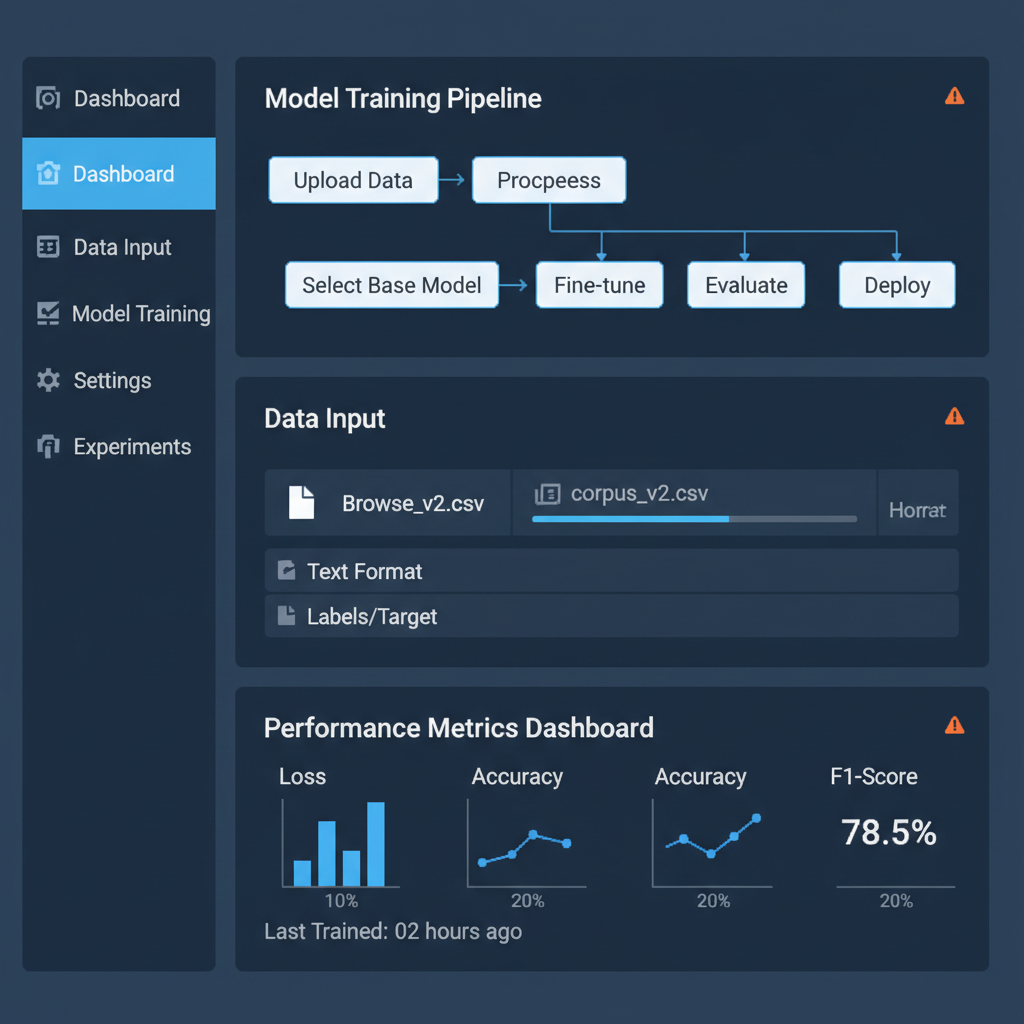 Dashboard
Dashboard
Data Input
Model Training
Settings
Experiments
Model Training Pipeline
Upload Data
Procpeess
Select Base Model
Fine-tune
Evaluate
Deploy
Data Input
Browse_v2.csv
corpus_v2.csv
Horrat
Text Format
Labels/Target
Performance Metrics Dashboard
Loss
Accuracy
Accuracy
F1-Score
78.5%
10%
20%
20%
20%
Last Trained: 02 hours ago